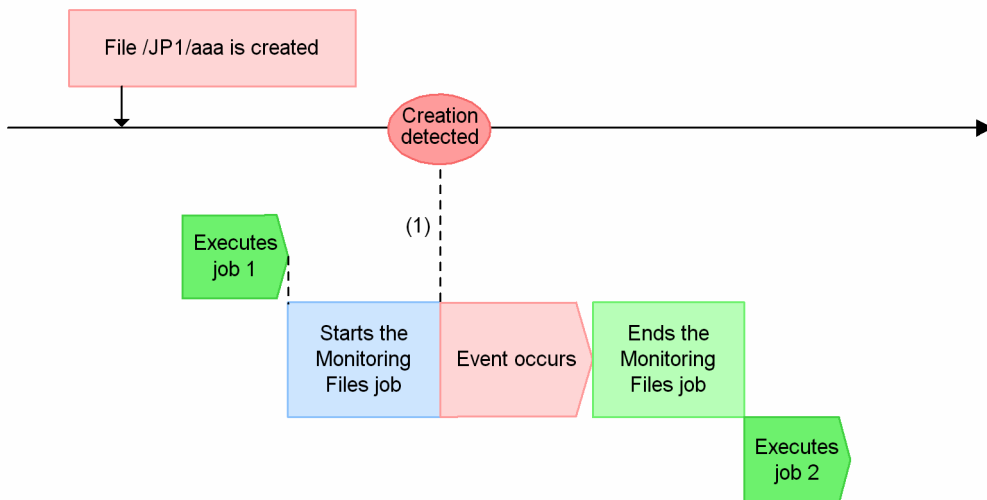 File /JP1/aaa is created
Creation
detected
(1)
Executes
job 1
Starts the
Monitoring
Files job
Event occurs
Ends the
Monitoring
Files job
Executes
job 2